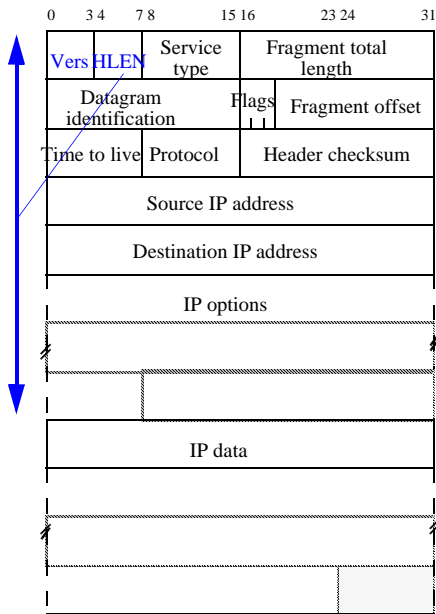 0 3 4 7 8 15 16 23 24 31
Vers HLEN Service type Fragment total length
Datagram identification Flags Fragment offset
Time to live Protocol Header checksum
Source IP address
Destination IP address
IP options
IP data